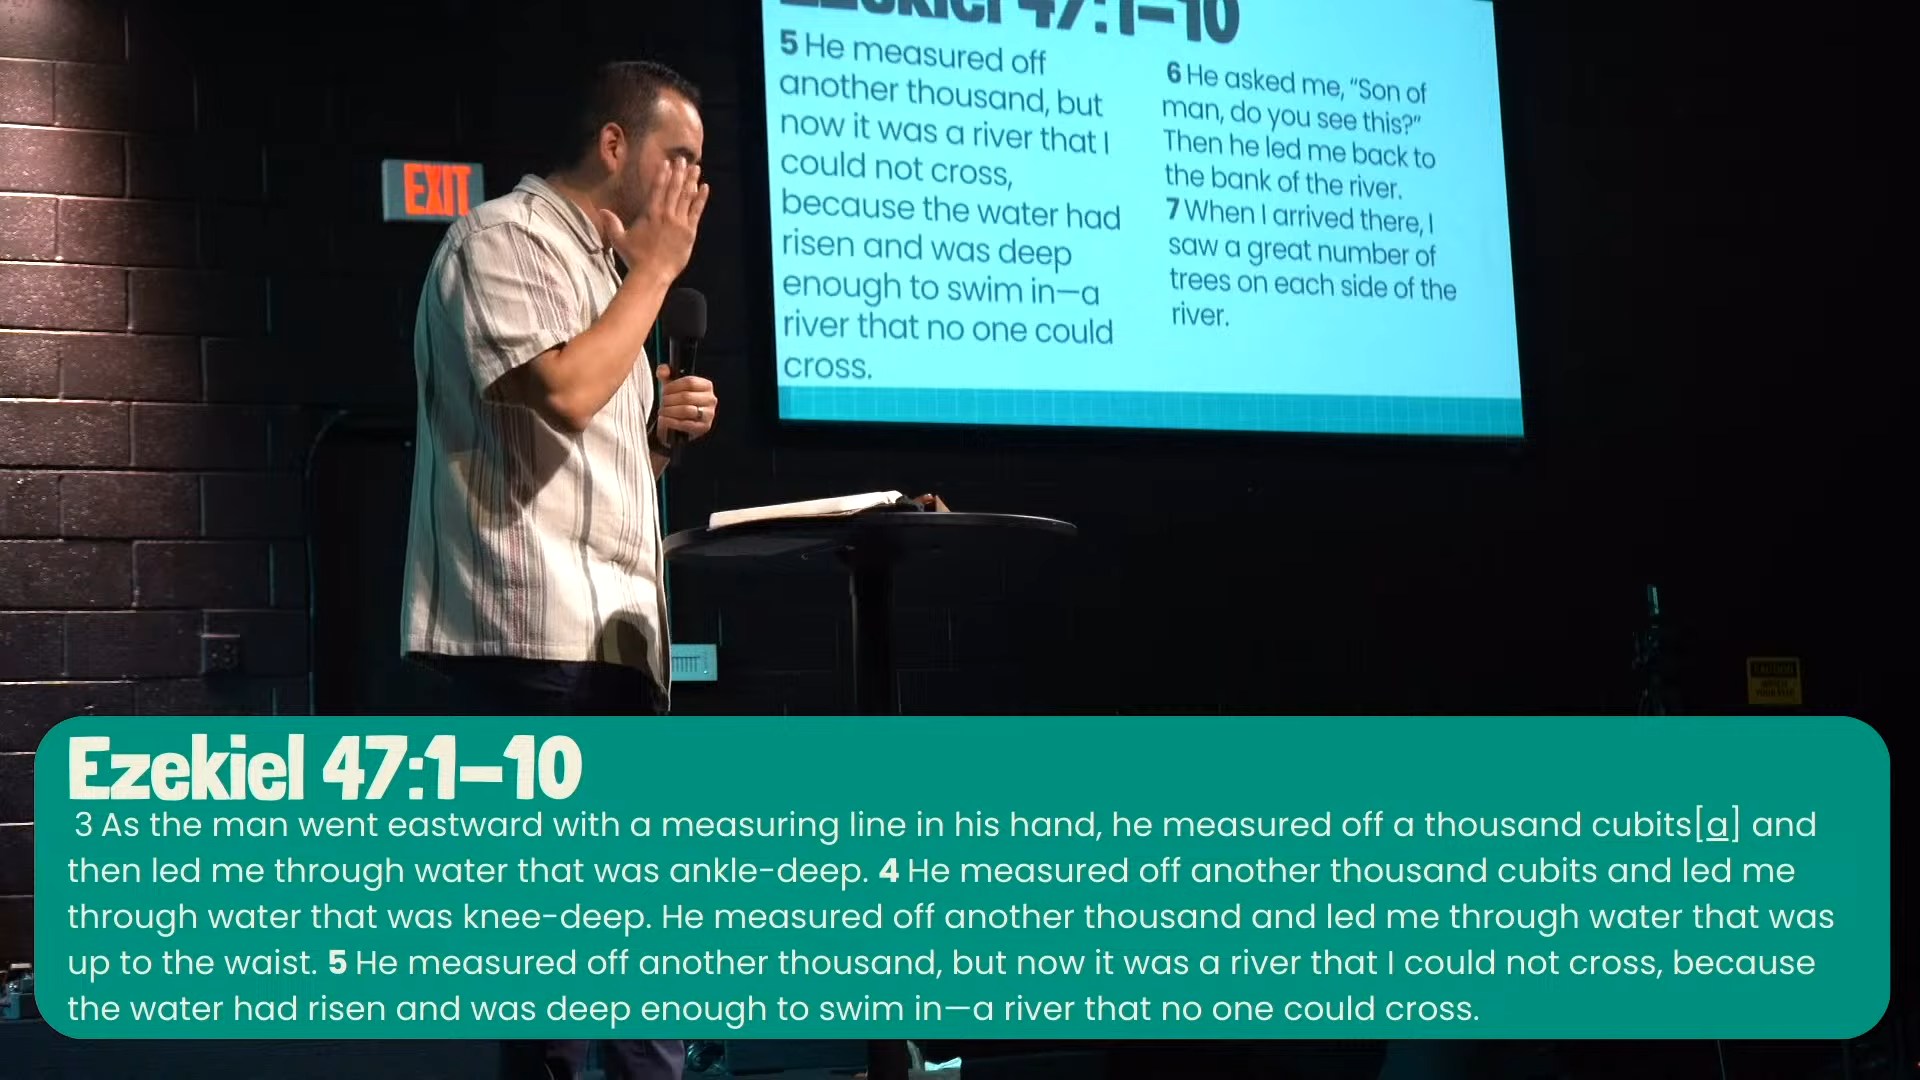 Ezekiel 47:1–10
5 He measured off
another thousand, but
now it was a river that I
could not cross,
because the water had
risen and was deep
enough to swim in—a
river that no one could
cross.
6 He asked me, “Son of
man, do you see this?”
Then he led me back to
the bank of the river.
7 When I arrived there, I
saw a great number of
trees on each side of the
river.
EXIT
CAUTION
WATCH
YOUR STEP
Ezekiel 47:1–10
3 As the man went eastward with a measuring line in his hand, he measured off a thousand cubits[a] and
then led me through water that was ankle-deep. 4 He measured off another thousand cubits and led me
through water that was knee-deep. He measured off another thousand and led me through water that was
up to the waist. 5 He measured off another thousand, but now it was a river that I could not cross, because
the water had risen and was deep enough to swim in—a river that no one could cross.